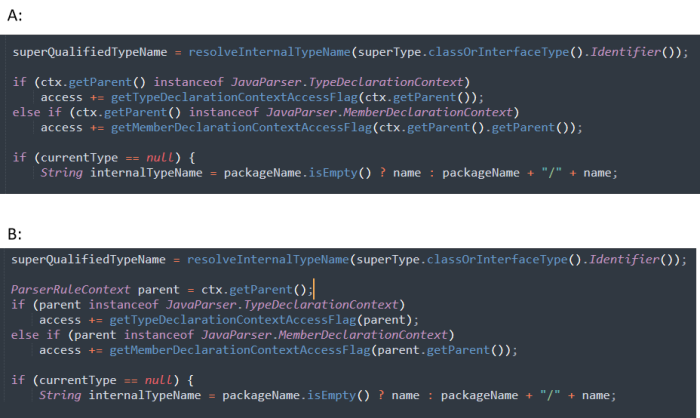 A:
superQualifiedTypeName = resolveInternalTypeName(superType.classOrInterfaceType().Identifier());
if (ctx.getParent() instanceof JavaParser.TypeDeclarationContext)
access += getTypeDeclarationContextAccessFlag(ctx.getParent());
else if (ctx.getParent() instanceof JavaParser.MemberDeclarationContext)
access += getMemberDeclarationContextAccessFlag(ctx.getParent().getParent());
if (currentType == null) {
String internalTypeName = packageName.isEmpty() ? name : packageName + "/" + name;
B:
superQualifiedTypeName = resolveInternalTypeName(superType.classOrInterfaceType().Identifier());
ParserRuleContext parent = ctx.getParent();
if (parent instanceof JavaParser.TypeDeclarationContext)
access += getTypeDeclarationContextAccessFlag(parent);
else if (parent instanceof JavaParser.MemberDeclarationContext)
access += getMemberDeclarationContextAccessFlag(parent.getParent());
if (currentType == null) {
String internalTypeName = packageName.isEmpty() ? name : packageName + "/" + name;